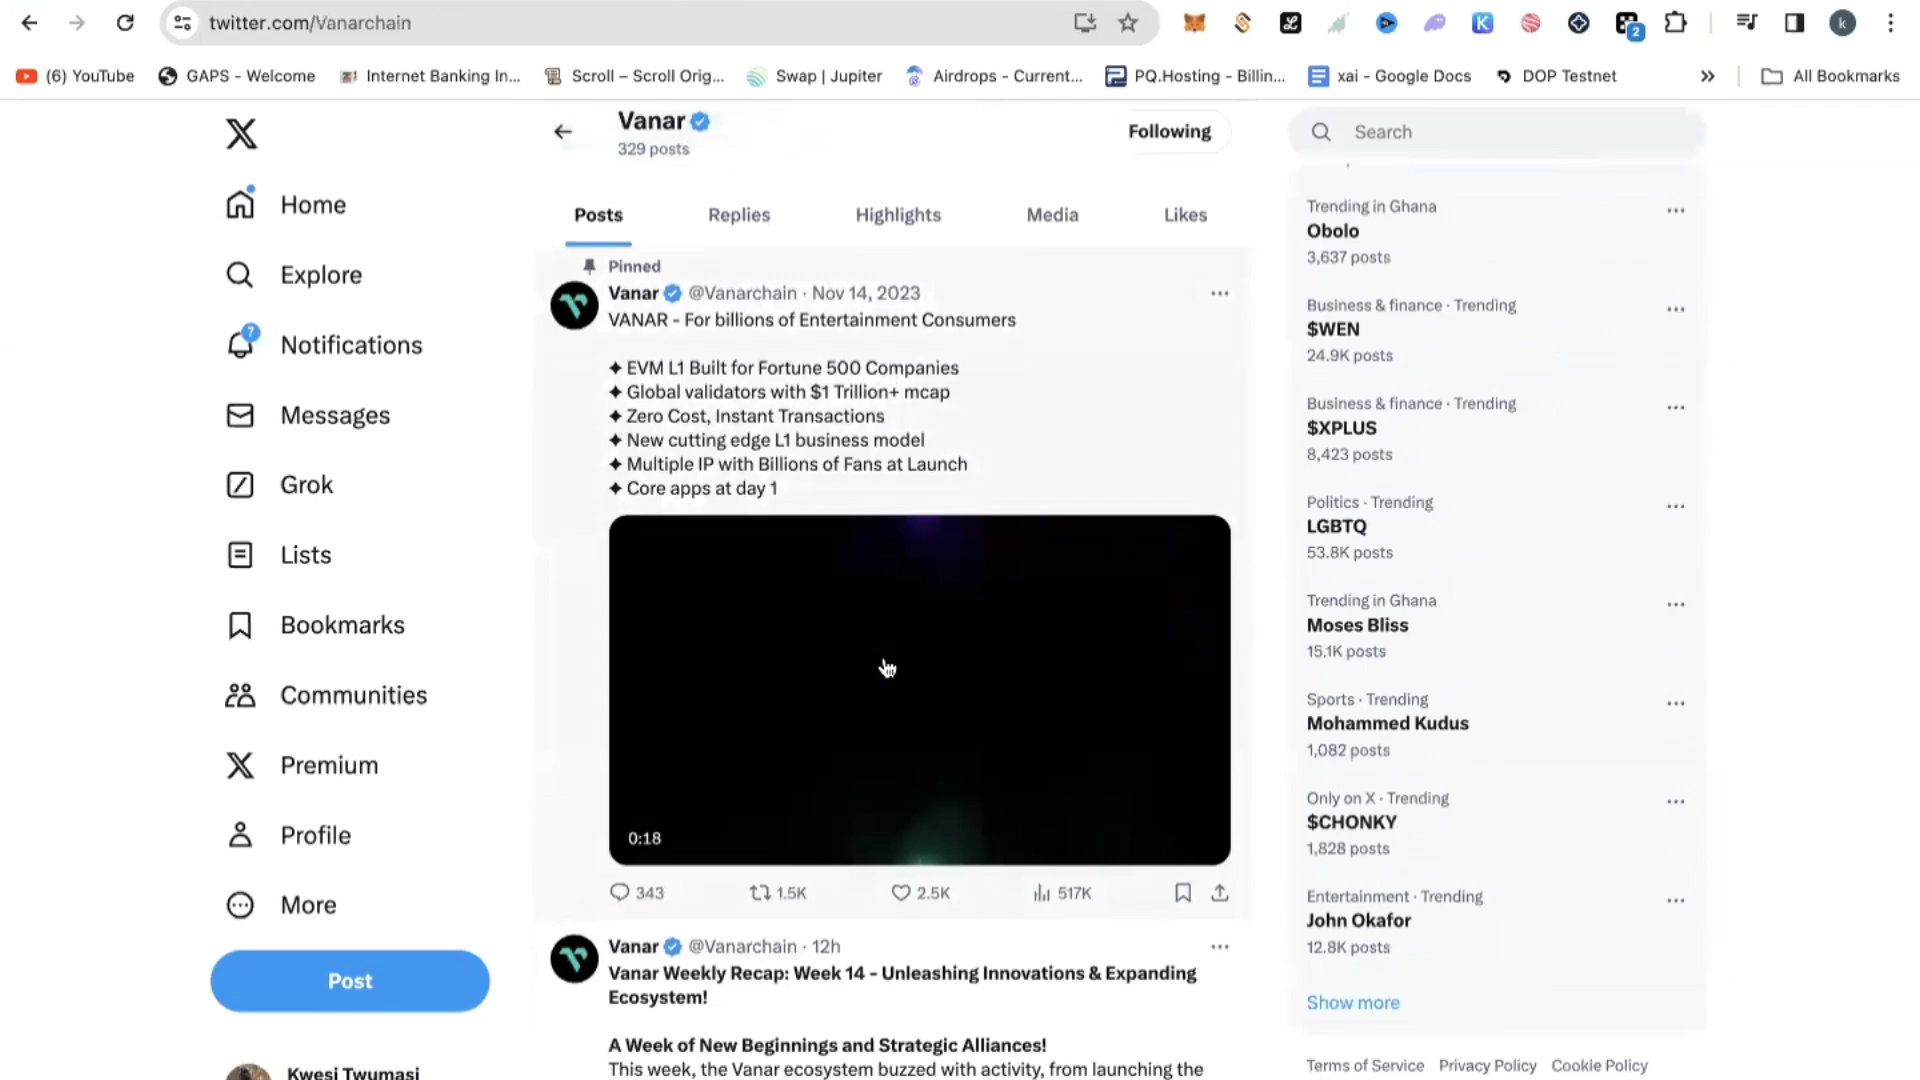 twitter.com/Vanarchain
2
k
(6) YouTube
GAPS - Welcome
Internet Banking In...
Scroll – Scroll Orig...
Swap | Jupiter
Airdrops - Current...
PQ.Hosting - Billin...
xai - Google Docs
DOP Testnet
All Bookmarks
Home
Explore
7
Notifications
Messages
Grok
Lists
Bookmarks
Communities
Premium
Profile
More
Post
Kwesi Twumasi
Vanar
329 posts
Following
Posts
Replies
Highlights
Media
Likes
Pinned
Vanar @Vanarchain · Nov 14, 2023
VANAR - For billions of Entertainment Consumers
✦ EVM L1 Built for Fortune 500 Companies
✦ Global validators with $1 Trillion+ mcap
✦ Zero Cost, Instant Transactions
✦ New cutting edge L1 business model
✦ Multiple IP with Billions of Fans at Launch
✦ Core apps at day 1
0:18
343
1.5K
2.5K
517K
Vanar @Vanarchain · 12h
Vanar Weekly Recap: Week 14 - Unleashing Innovations & Expanding
Ecosystem!
A Week of New Beginnings and Strategic Alliances!
This week, the Vanar ecosystem buzzed with activity, from launching the
Search
Trending in Ghana
Obolo
3,637 posts
Business & finance · Trending
$WEN
24.9K posts
Business & finance · Trending
$XPLUS
8,423 posts
Politics · Trending
LGBTQ
53.8K posts
Trending in Ghana
Moses Bliss
15.1K posts
Sports · Trending
Mohammed Kudus
1,082 posts
Only on X · Trending
$CHONKY
1,828 posts
Entertainment · Trending
John Okafor
12.8K posts
Show more
Terms of Service Privacy Policy Cookie Policy